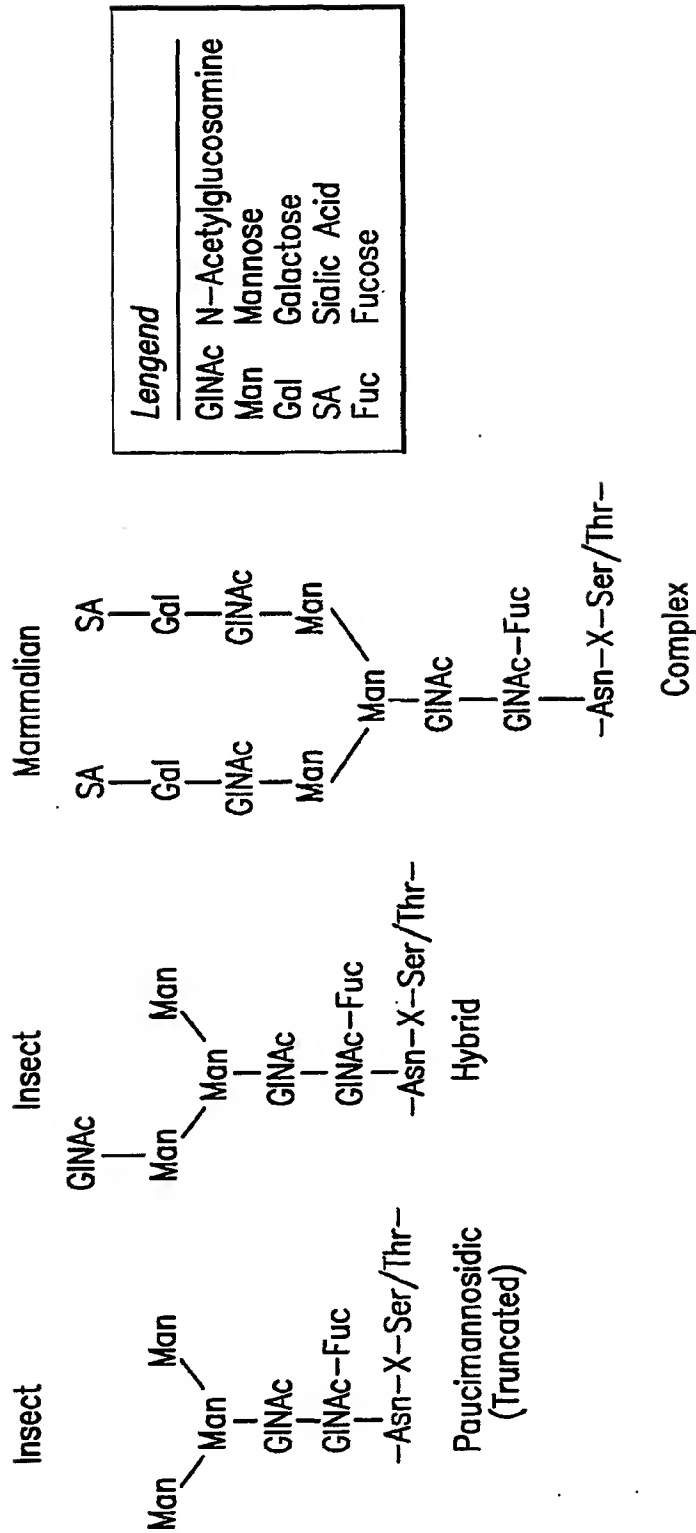 Insect
Man
Man
Man
GlNAc
GlNAc–Fuc
–Asn–X–Ser/Thr–
Paucimannosidic
(Truncated)
Insect
GlNAc
Man
Man
Man
GlNAc
GlNAc–Fuc
–Asn–X–Ser/Thr–
Hybrid
Mammalian
SA SA
Gal Gal
GlNAc GlNAc
Man Man
Man
GlNAc
GlNAc–Fuc
–Asn–X–Ser/Thr–
Complex
Lengend
GlNAc N–Acetylglucosamine
Man Mannose
Gal Galactose
SA Sialic Acid
Fuc Fucose